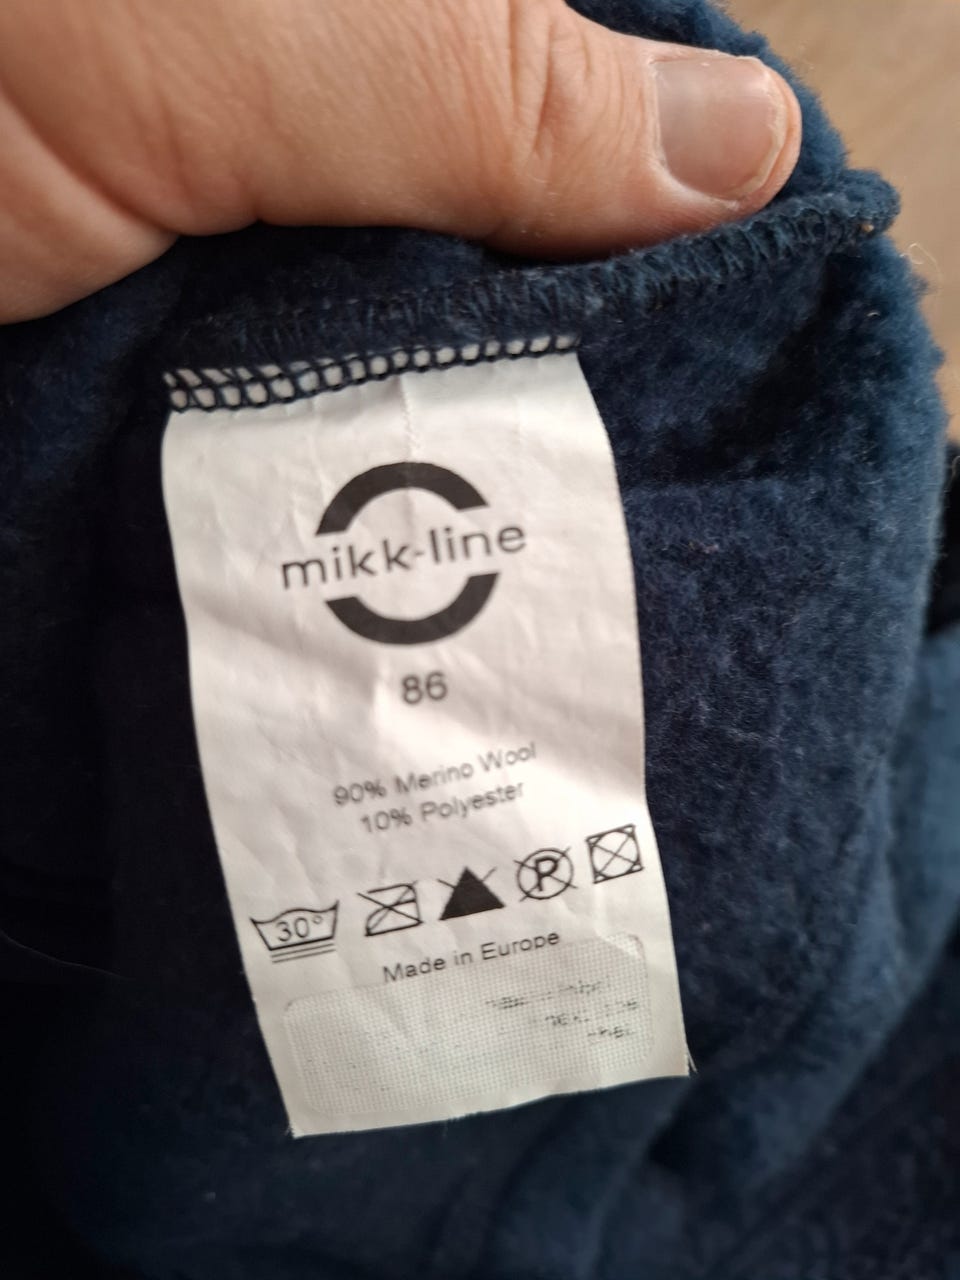 mikk-line
86
90% Merino Wool
10% Polyester
30° P
Made in Europe